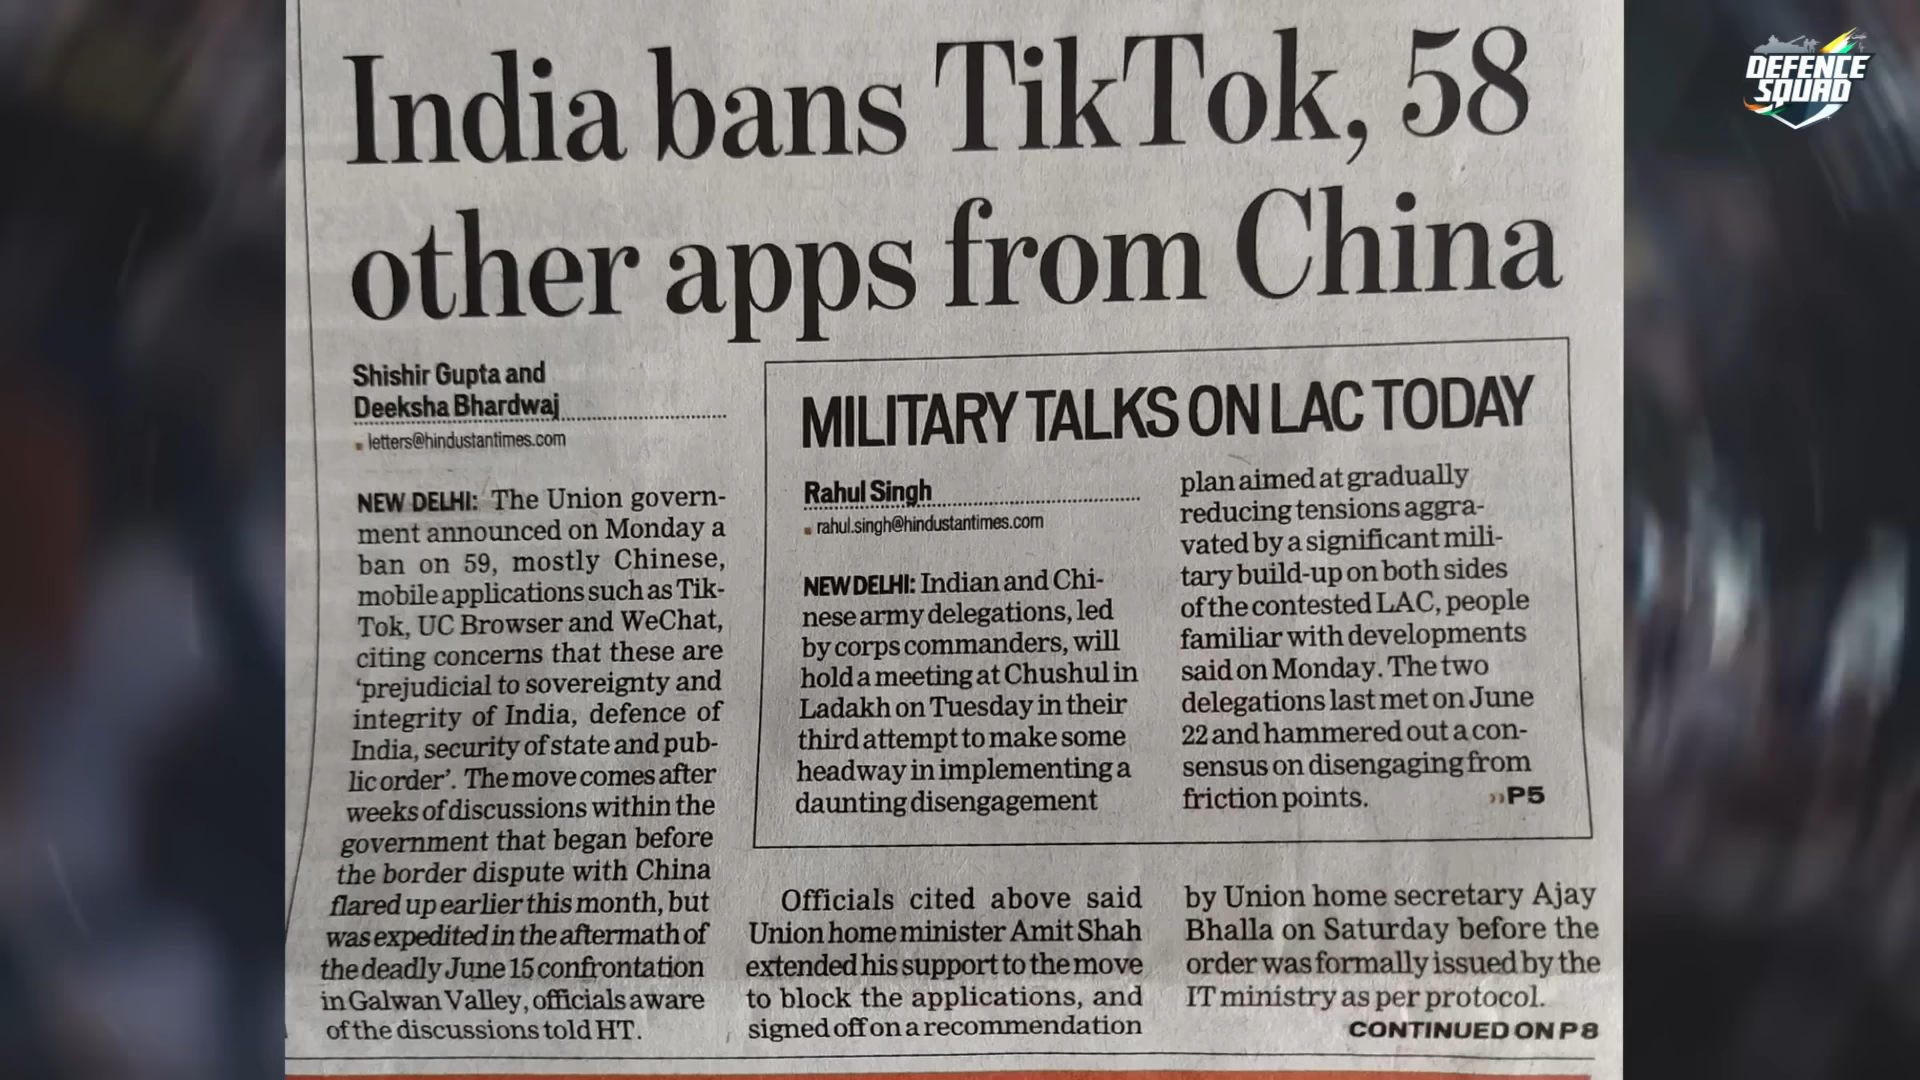 India bans TikTok, 58
other apps from China
Shishir Gupta and
Deeksha Bhardwaj
letters@hindustantimes.com
NEW DELHI: The Union govern-
ment announced on Monday a
ban on 59, mostly Chinese,
mobile applications such as Tik-
Tok, UC Browser and WeChat,
citing concerns that these are
‘prejudicial to sovereignty and
integrity of India, defence of
India, security of state and pub-
lic order’. The move comes after
weeks of discussions within the
government that began before
the border dispute with China
flared up earlier this month, but
was expedited in the aftermath of
the deadly June 15 confrontation
in Galwan Valley, officials aware
of the discussions told HT.
MILITARY TALKS ON LAC TODAY
Rahul Singh
rahul.singh@hindustantimes.com
NEW DELHI: Indian and Chi-
nese army delegations, led
by corps commanders, will
hold a meeting at Chushul in
Ladakh on Tuesday in their
third attempt to make some
headway in implementing a
daunting disengagement
plan aimed at gradually
reducing tensions aggra-
vated by a significant mili-
tary build-up on both sides
of the contested LAC, people
familiar with developments
said on Monday. The two
delegations last met on June
22 and hammered out a con-
sensus on disengaging from
friction points. »P5
Officials cited above said
Union home minister Amit Shah
extended his support to the move
to block the applications, and
signed off on a recommendation
by Union home secretary Ajay
Bhalla on Saturday before the
order was formally issued by the
IT ministry as per protocol.
CONTINUED ON P 8
DEFENCE
SQUAD